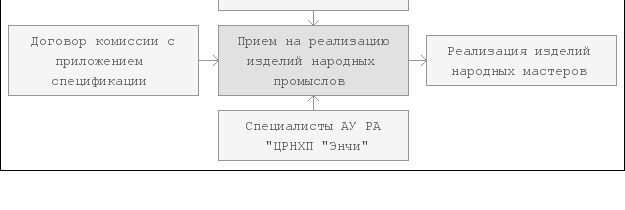 Договор комиссии с
приложением
спецификации
Прием на реализацию
изделий народных
промыслов
Реализация изделий
народных мастеров
Специалисты АУ РА
"ЦРНХП "Энчи"